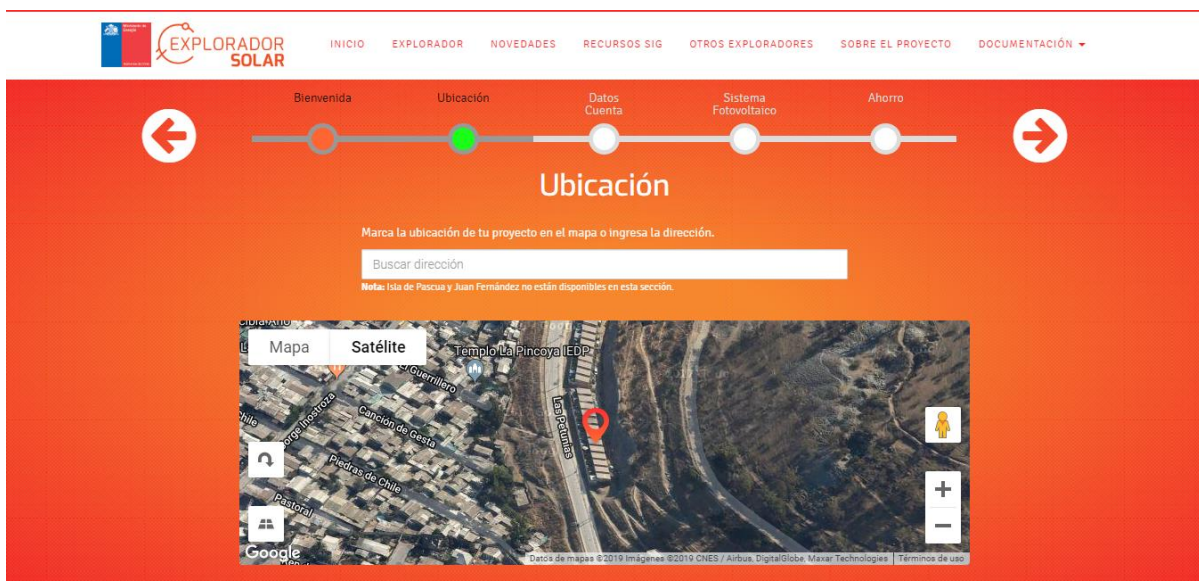 EXPLORADOR
SOLAR
INICIO EXPLORADOR NOVEDADES RECURSOS SIG OTROS EXPLORADORES SOBRE EL PROYECTO DOCUMENTACIÓN
Bienvenida Ubicación Datos Cuenta Sistema Fotovoltaico Ahorro
Ubicación
Marca la ubicación de tu proyecto en el mapa o ingresa la dirección.
Buscar dirección
Nota: Isla de Pascua y Juan Fernández no están disponibles en esta sección.
Mapa Satélite
Templo La Pincoya IEDP
El Guerrillero
Las Petunias
Canción de Gesta
Jorge Inostroza
Chile
Piedras de Chile
Pastoral
Google
Datos de mapas ©2019 Imágenes ©2019 CNES / Airbus, DigitalGlobe, Maxar Technologies Términos de uso